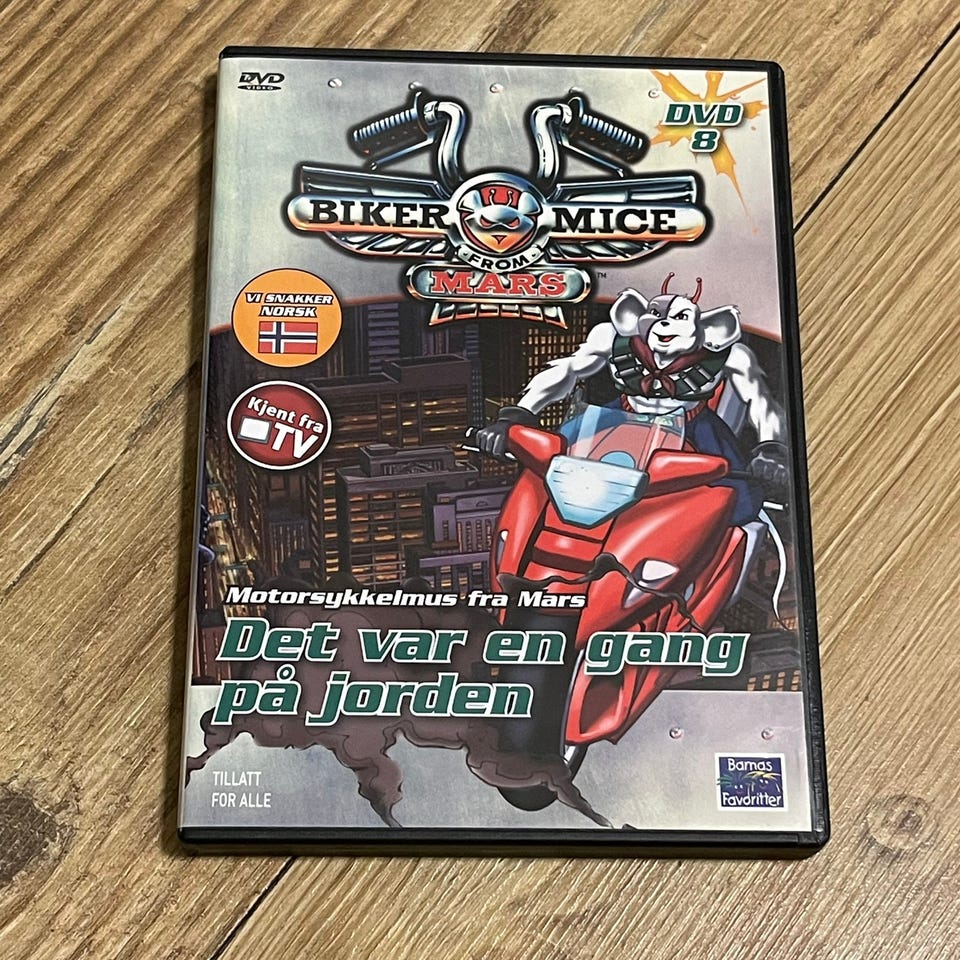 DVD
VIDEO
DVD
8
BIKER MICE
FROM
MARS
TM
VI SNAKKER
NORSK
Kjent fra
TV
Motorsykkelmus fra Mars
Det var en gang
på jorden
TILLATT
FOR ALLE
Barnas
Favoritter